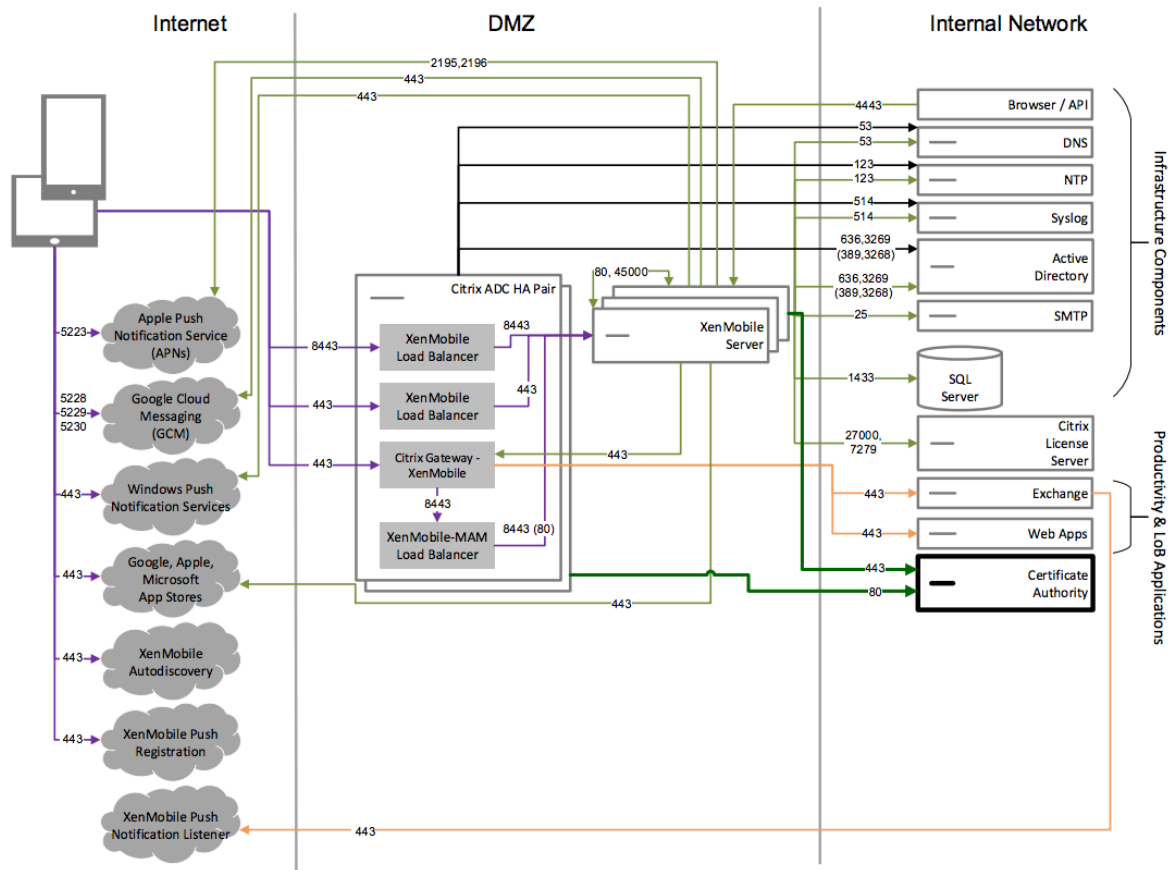 Internet
DMZ
Internal Network
2195,2196
443
443
4443
Browser / API
53
53
DNS
123
123
NTP
514
514
Syslog
636,3269
(389,3268)
636,3269
(389,3268)
Active
Directory
25
SMTP
1433
SQL
Server
27000,
7279
Citrix
License
Server
443
Exchange
443
Web Apps
443
80
Certificate
Authority
Infrastructure Components
Productivity & LoB Applications
80, 45000
XenMobile
Server
Citrix ADC HA Pair
8443
XenMobile
Load Balancer
8443
443
XenMobile
Load Balancer
443
443
Citrix Gateway -
XenMobile
443
8443
XenMobile-MAM
Load Balancer
8443 (80)
443
5223
Apple Push
Notification Service
(APNs)
5228
5229
5230
Google Cloud
Messaging
(GCM)
443
Windows Push
Notification Services
443
Google, Apple,
Microsoft
App Stores
443
XenMobile
Autodiscovery
443
XenMobile Push
Registration
XenMobile Push
Notification Listener
443